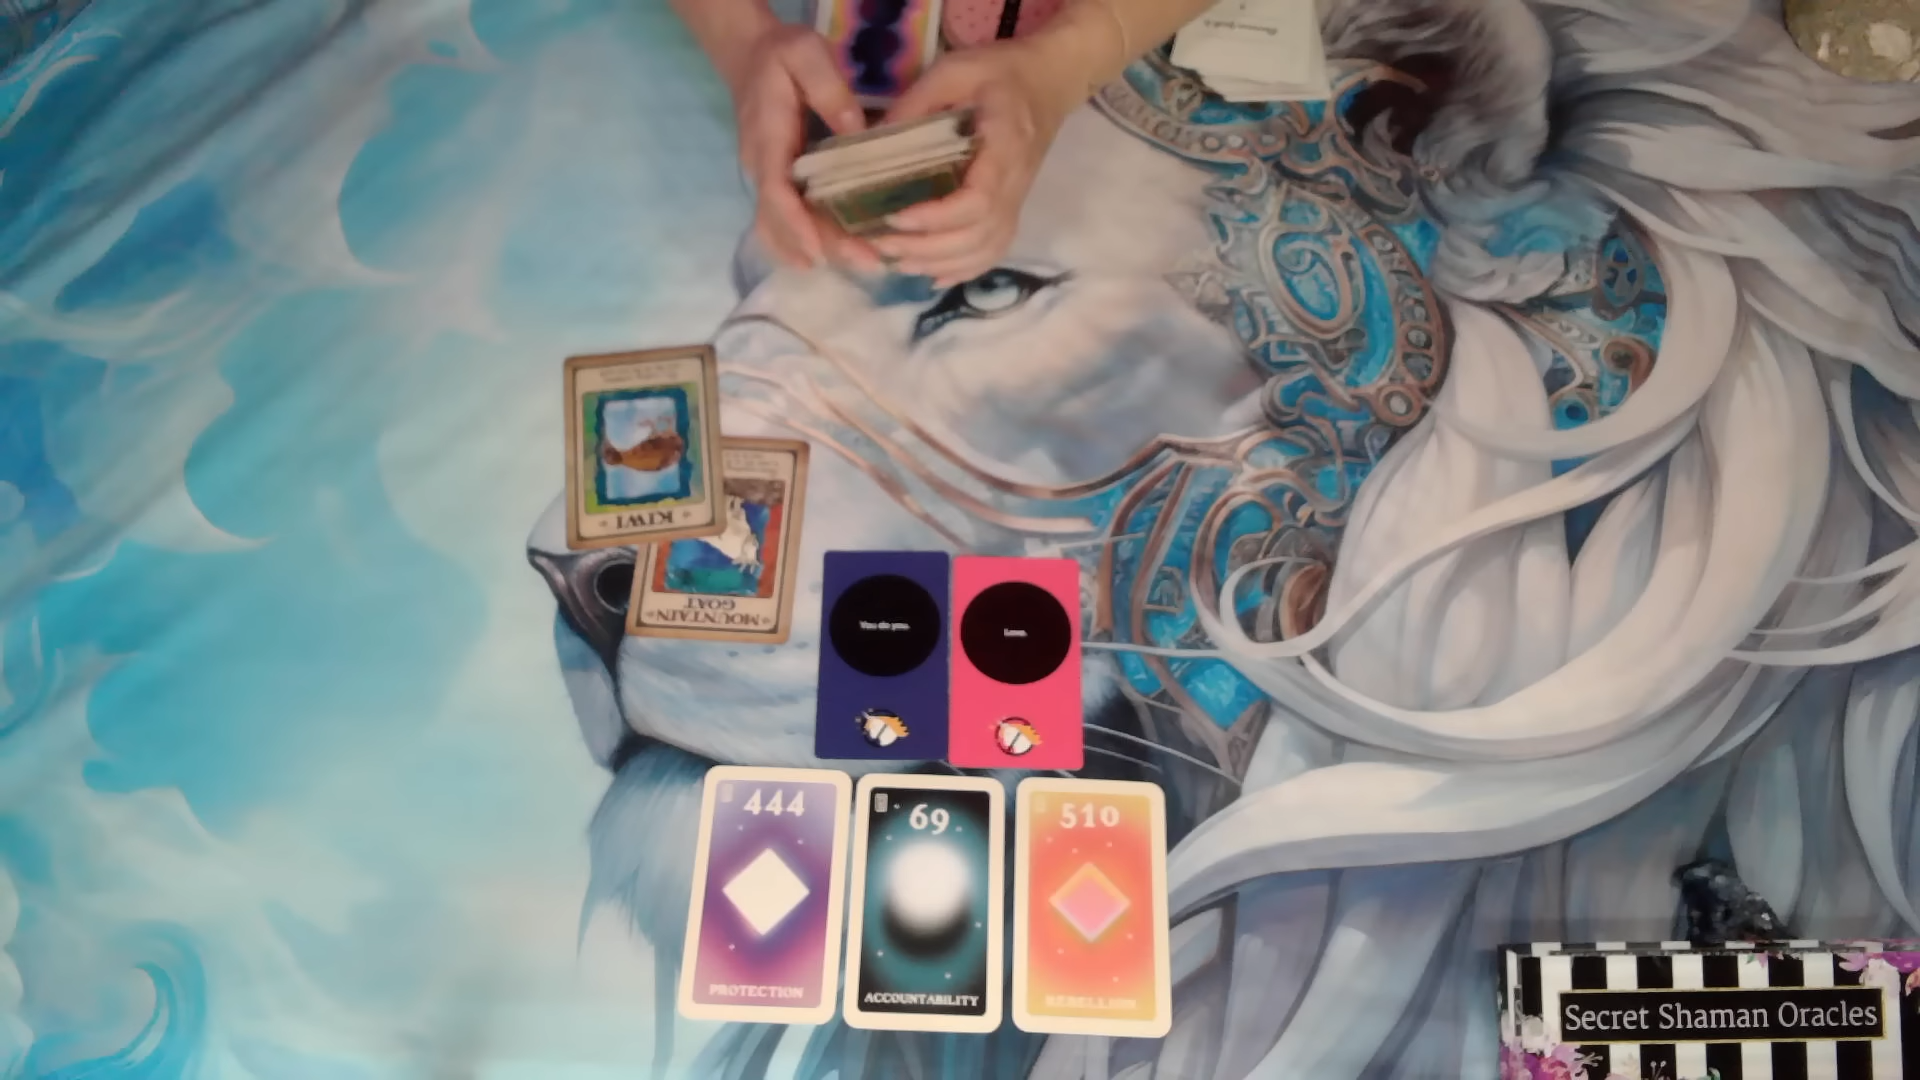 KIWI
MOUNTAIN
GOAT
You do you.
Love.
444
PROTECTION
69
ACCOUNTABILITY
510
REBELLION
Secret Shaman Oracles